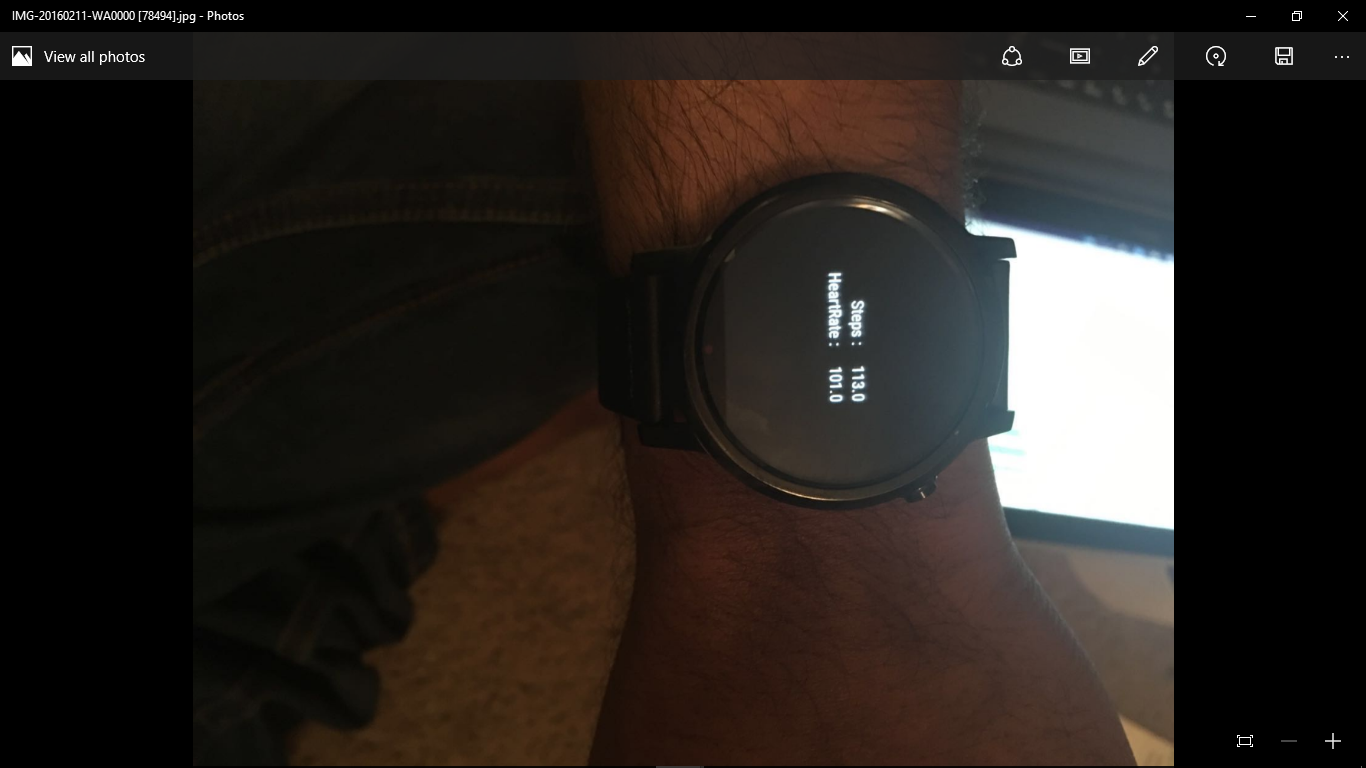 IMG-20160211-WA0000 [78494].jpg - Photos
View all photos
Steps : 113.0
HeartRate : 101.0